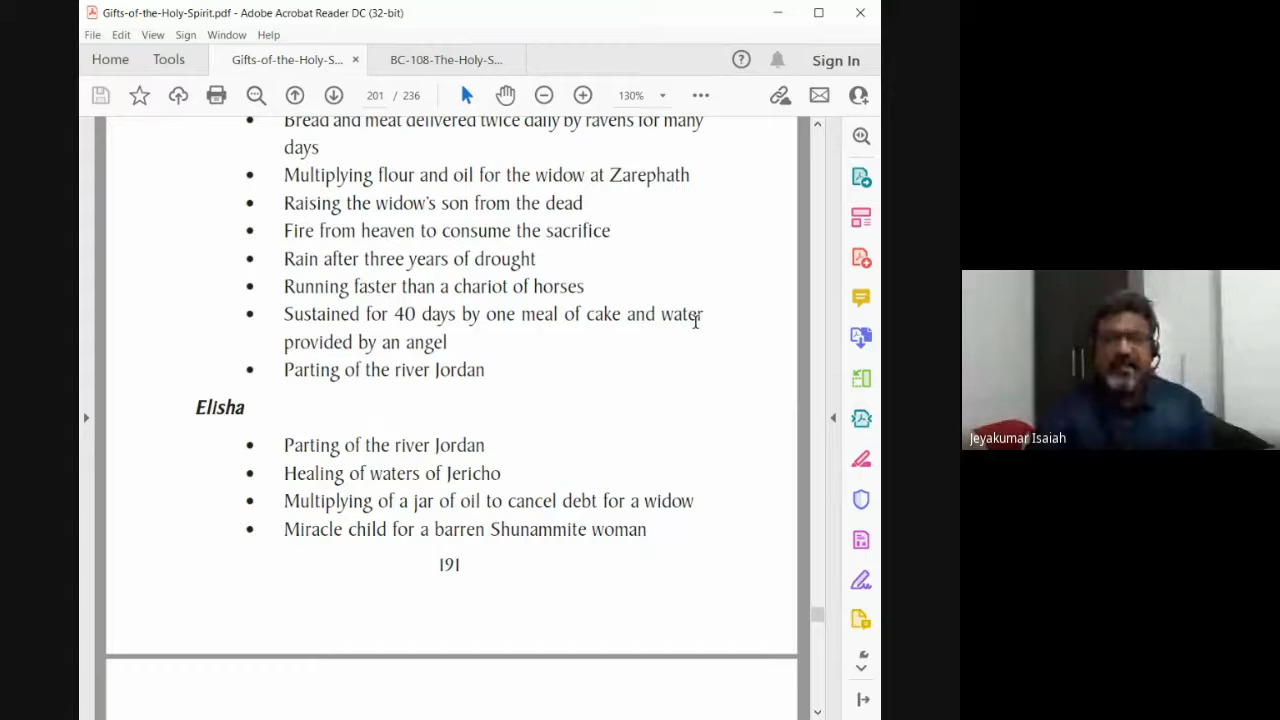 Gifts-of-the-Holy-Spirit.pdf - Adobe Acrobat Reader DC (32-bit)
File Edit View Sign Window Help
Home Tools Gifts-of-the-Holy-S... × BC-108-The-Holy-S... Sign In
201 / 236 130%
Bread and meat delivered twice daily by ravens for many
days
• Multiplying flour and oil for the widow at Zarephath
• Raising the widow's son from the dead
• Fire from heaven to consume the sacrifice
• Rain after three years of drought
• Running faster than a chariot of horses
• Sustained for 40 days by one meal of cake and water
provided by an angel
• Parting of the river Jordan
Elisha
• Parting of the river Jordan
• Healing of waters of Jericho
• Multiplying of a jar of oil to cancel debt for a widow
• Miracle child for a barren Shunammite woman
191
Jeyakumar Isaiah